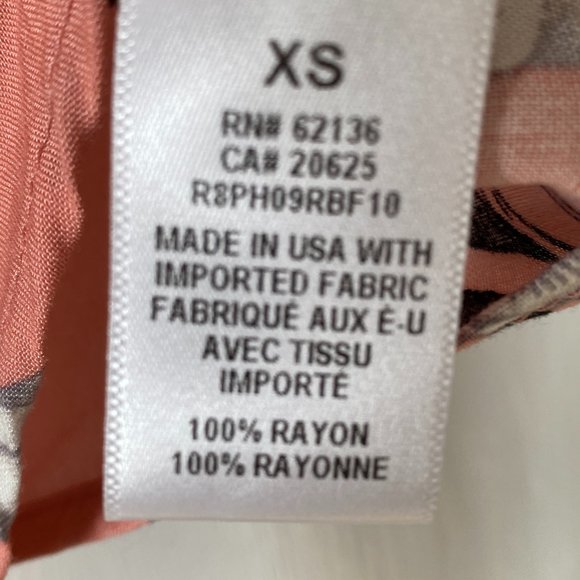 XS
RN# 62136
CA# 20625
R8PH09RBF10
MADE IN USA WITH
IMPORTED FABRIC
FABRIQUÉ AUX É-U
AVEC TISSU
IMPORTÉ
100% RAYON
100% RAYONNE